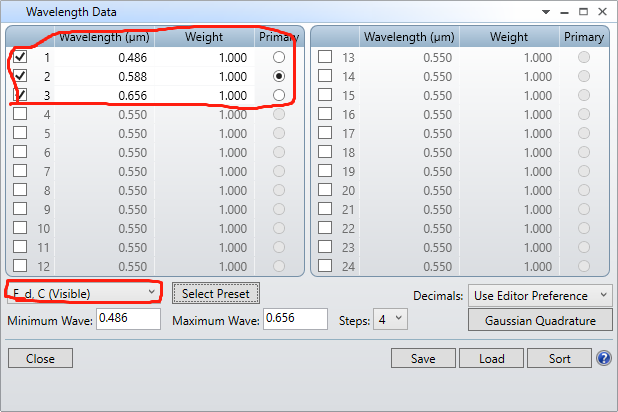 Wavelength Data
Wavelength (μm) Weight Primary Wavelength (μm) Weight Primary
1 0.486 1.000 13 0.550 1.000
2 0.588 1.000 14 0.550 1.000
3 0.656 1.000 15 0.550 1.000
4 0.550 1.000 16 0.550 1.000
5 0.550 1.000 17 0.550 1.000
6 0.550 1.000 18 0.550 1.000
7 0.550 1.000 19 0.550 1.000
8 0.550 1.000 20 0.550 1.000
9 0.550 1.000 21 0.550 1.000
10 0.550 1.000 22 0.550 1.000
11 0.550 1.000 23 0.550 1.000
12 0.550 1.000 24 0.550 1.000
F, d, C (Visible) Select Preset Decimals: Use Editor Preference
Minimum Wave: 0.486 Maximum Wave: 0.656 Steps: 4 Gaussian Quadrature
Close Save Load Sort ?